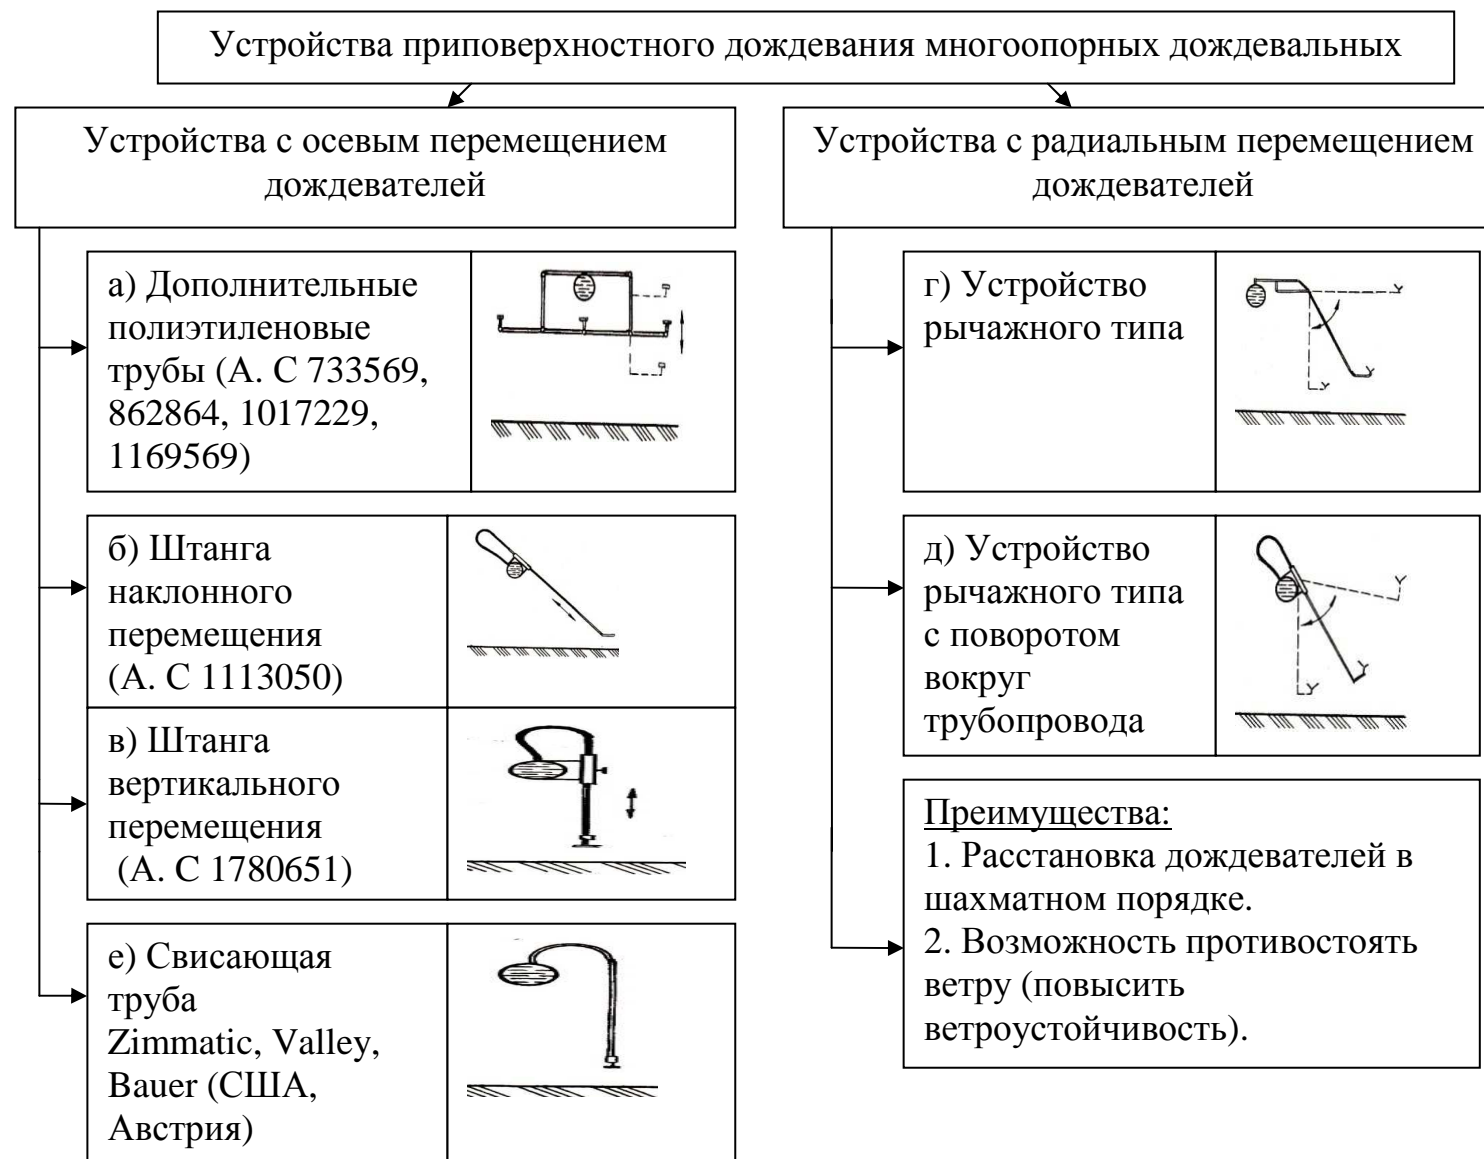 Устройства приповерхностного дождевания многоопорных дождевальных
Устройства с осевым перемещением
дождевателей
а) Дополнительные
полиэтиленовые
трубы (А. С 733569,
862864, 1017229,
1169569)
б) Штанга
наклонного
перемещения
(А. С 1113050)
в) Штанга
вертикального
перемещения
(А. С 1780651)
е) Свисающая
труба
Zimmatic, Valley,
Bauer (США,
Австрия)
Устройства с радиальным перемещением
дождевателей
г) Устройство
рычажного типа
д) Устройство
рычажного типа
с поворотом
вокруг
трубопровода
Преимущества:
1. Расстановка дождевателей в
шахматном порядке.
2. Возможность противостоять
ветру (повысить
ветроустойчивость).